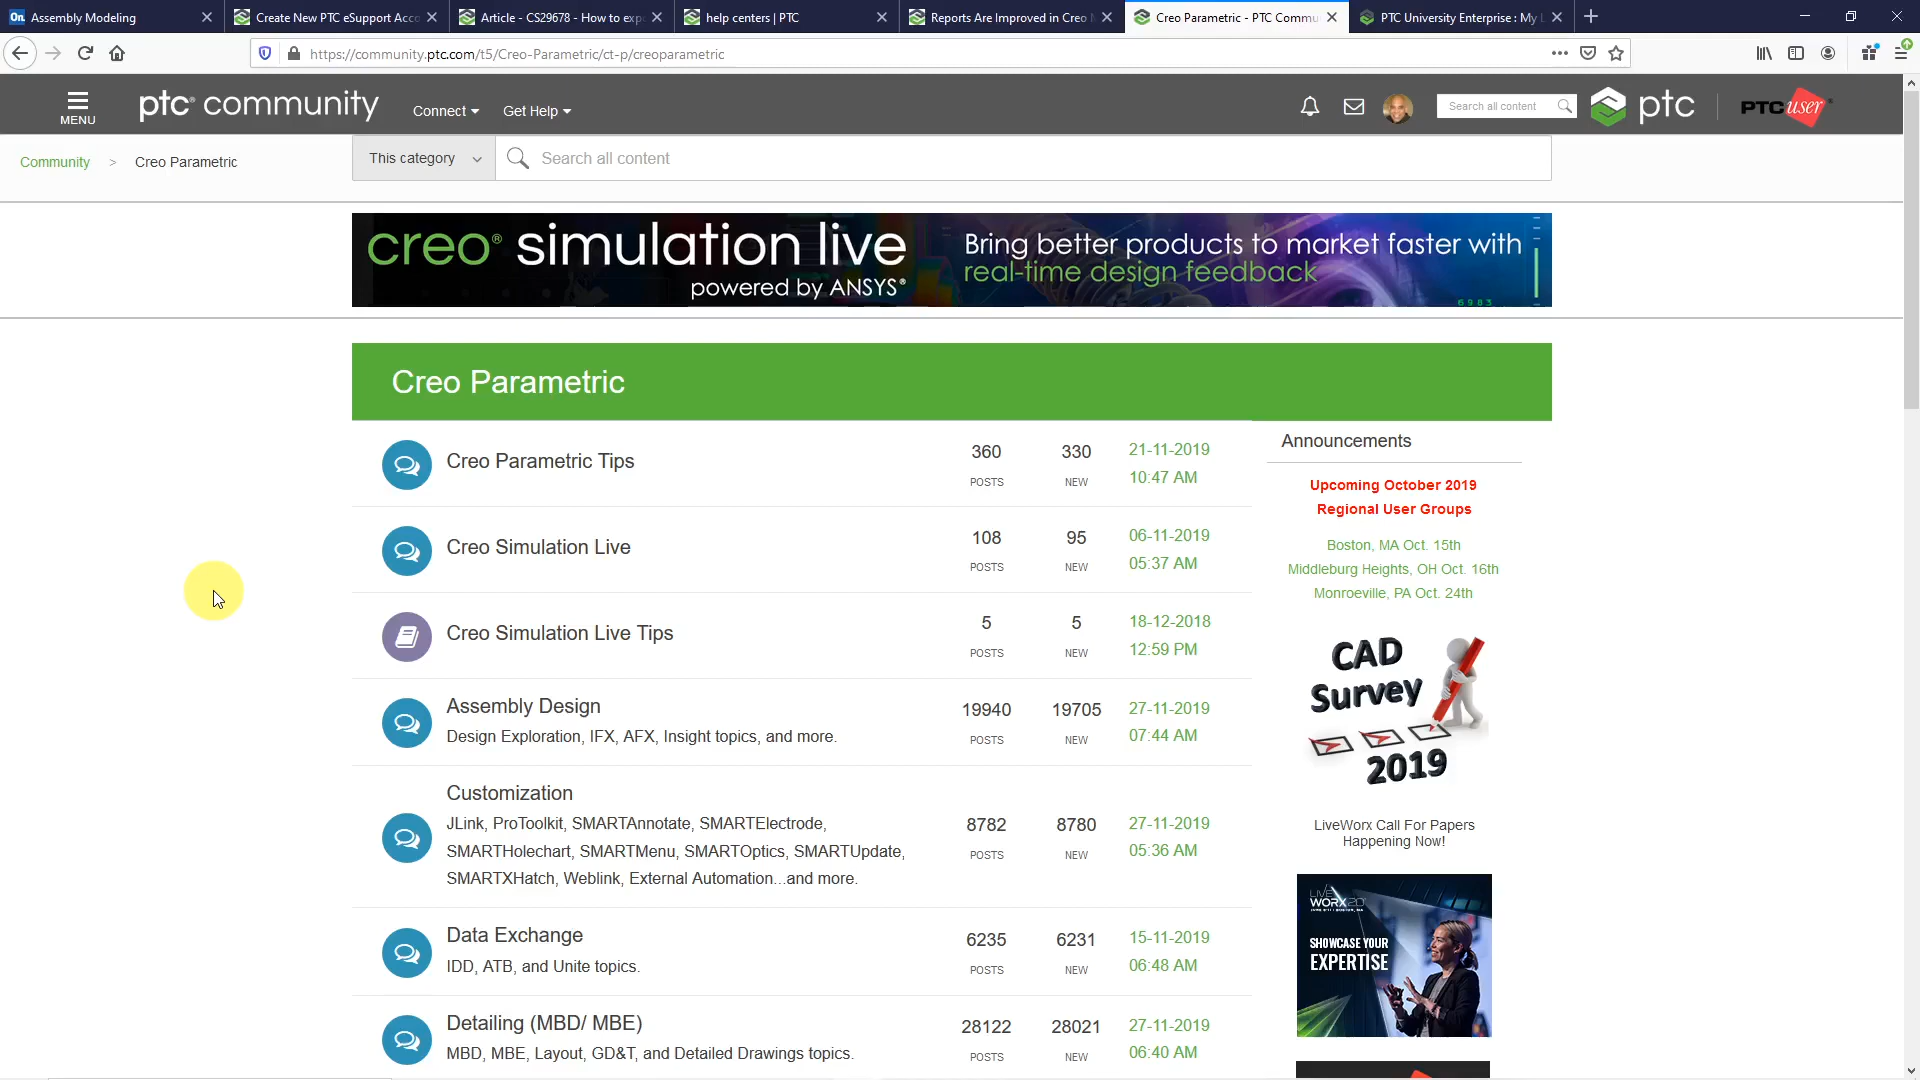 On. Assembly Modeling
Create New PTC eSupport Acco
Article - CS29678 - How to exp
help centers | PTC
Reports Are Improved in Creo
Creo Parametric - PTC Commu
PTC University Enterprise : My L
https://community.ptc.com/t5/Creo-Parametric/ct-p/creoparametric
MENU
ptc community
Connect
Get Help
Search all content
ptc
PTCuser
Community > Creo Parametric
This category
Search all content
creo® simulation live
powered by ANSYS®
Bring better products to market faster with
real-time design feedback
6983
Creo Parametric
Creo Parametric Tips
360
POSTS
330
NEW
21-11-2019
10:47 AM
Creo Simulation Live
108
POSTS
95
NEW
06-11-2019
05:37 AM
Creo Simulation Live Tips
5
POSTS
5
NEW
18-12-2018
12:59 PM
Assembly Design
Design Exploration, IFX, AFX, Insight topics, and more.
19940
POSTS
19705
NEW
27-11-2019
07:44 AM
Customization
JLink, ProToolkit, SMARTAnnotate, SMARTElectrode,
SMARTHolechart, SMARTMenu, SMARTOptics, SMARTUpdate,
SMARTXHatch, Weblink, External Automation...and more.
8782
POSTS
8780
NEW
27-11-2019
05:36 AM
Data Exchange
IDD, ATB, and Unite topics.
6235
POSTS
6231
NEW
15-11-2019
06:48 AM
Detailing (MBD/ MBE)
MBD, MBE, Layout, GD&T, and Detailed Drawings topics.
28122
POSTS
28021
NEW
27-11-2019
06:40 AM
Announcements
Upcoming October 2019
Regional User Groups
Boston, MA Oct. 15th
Middleburg Heights, OH Oct. 16th
Monroeville, PA Oct. 24th
CAD
Survey
2019
LiveWorx Call For Papers
Happening Now!
LIVE
WORX20
SHOWCASE YOUR
EXPERTISE